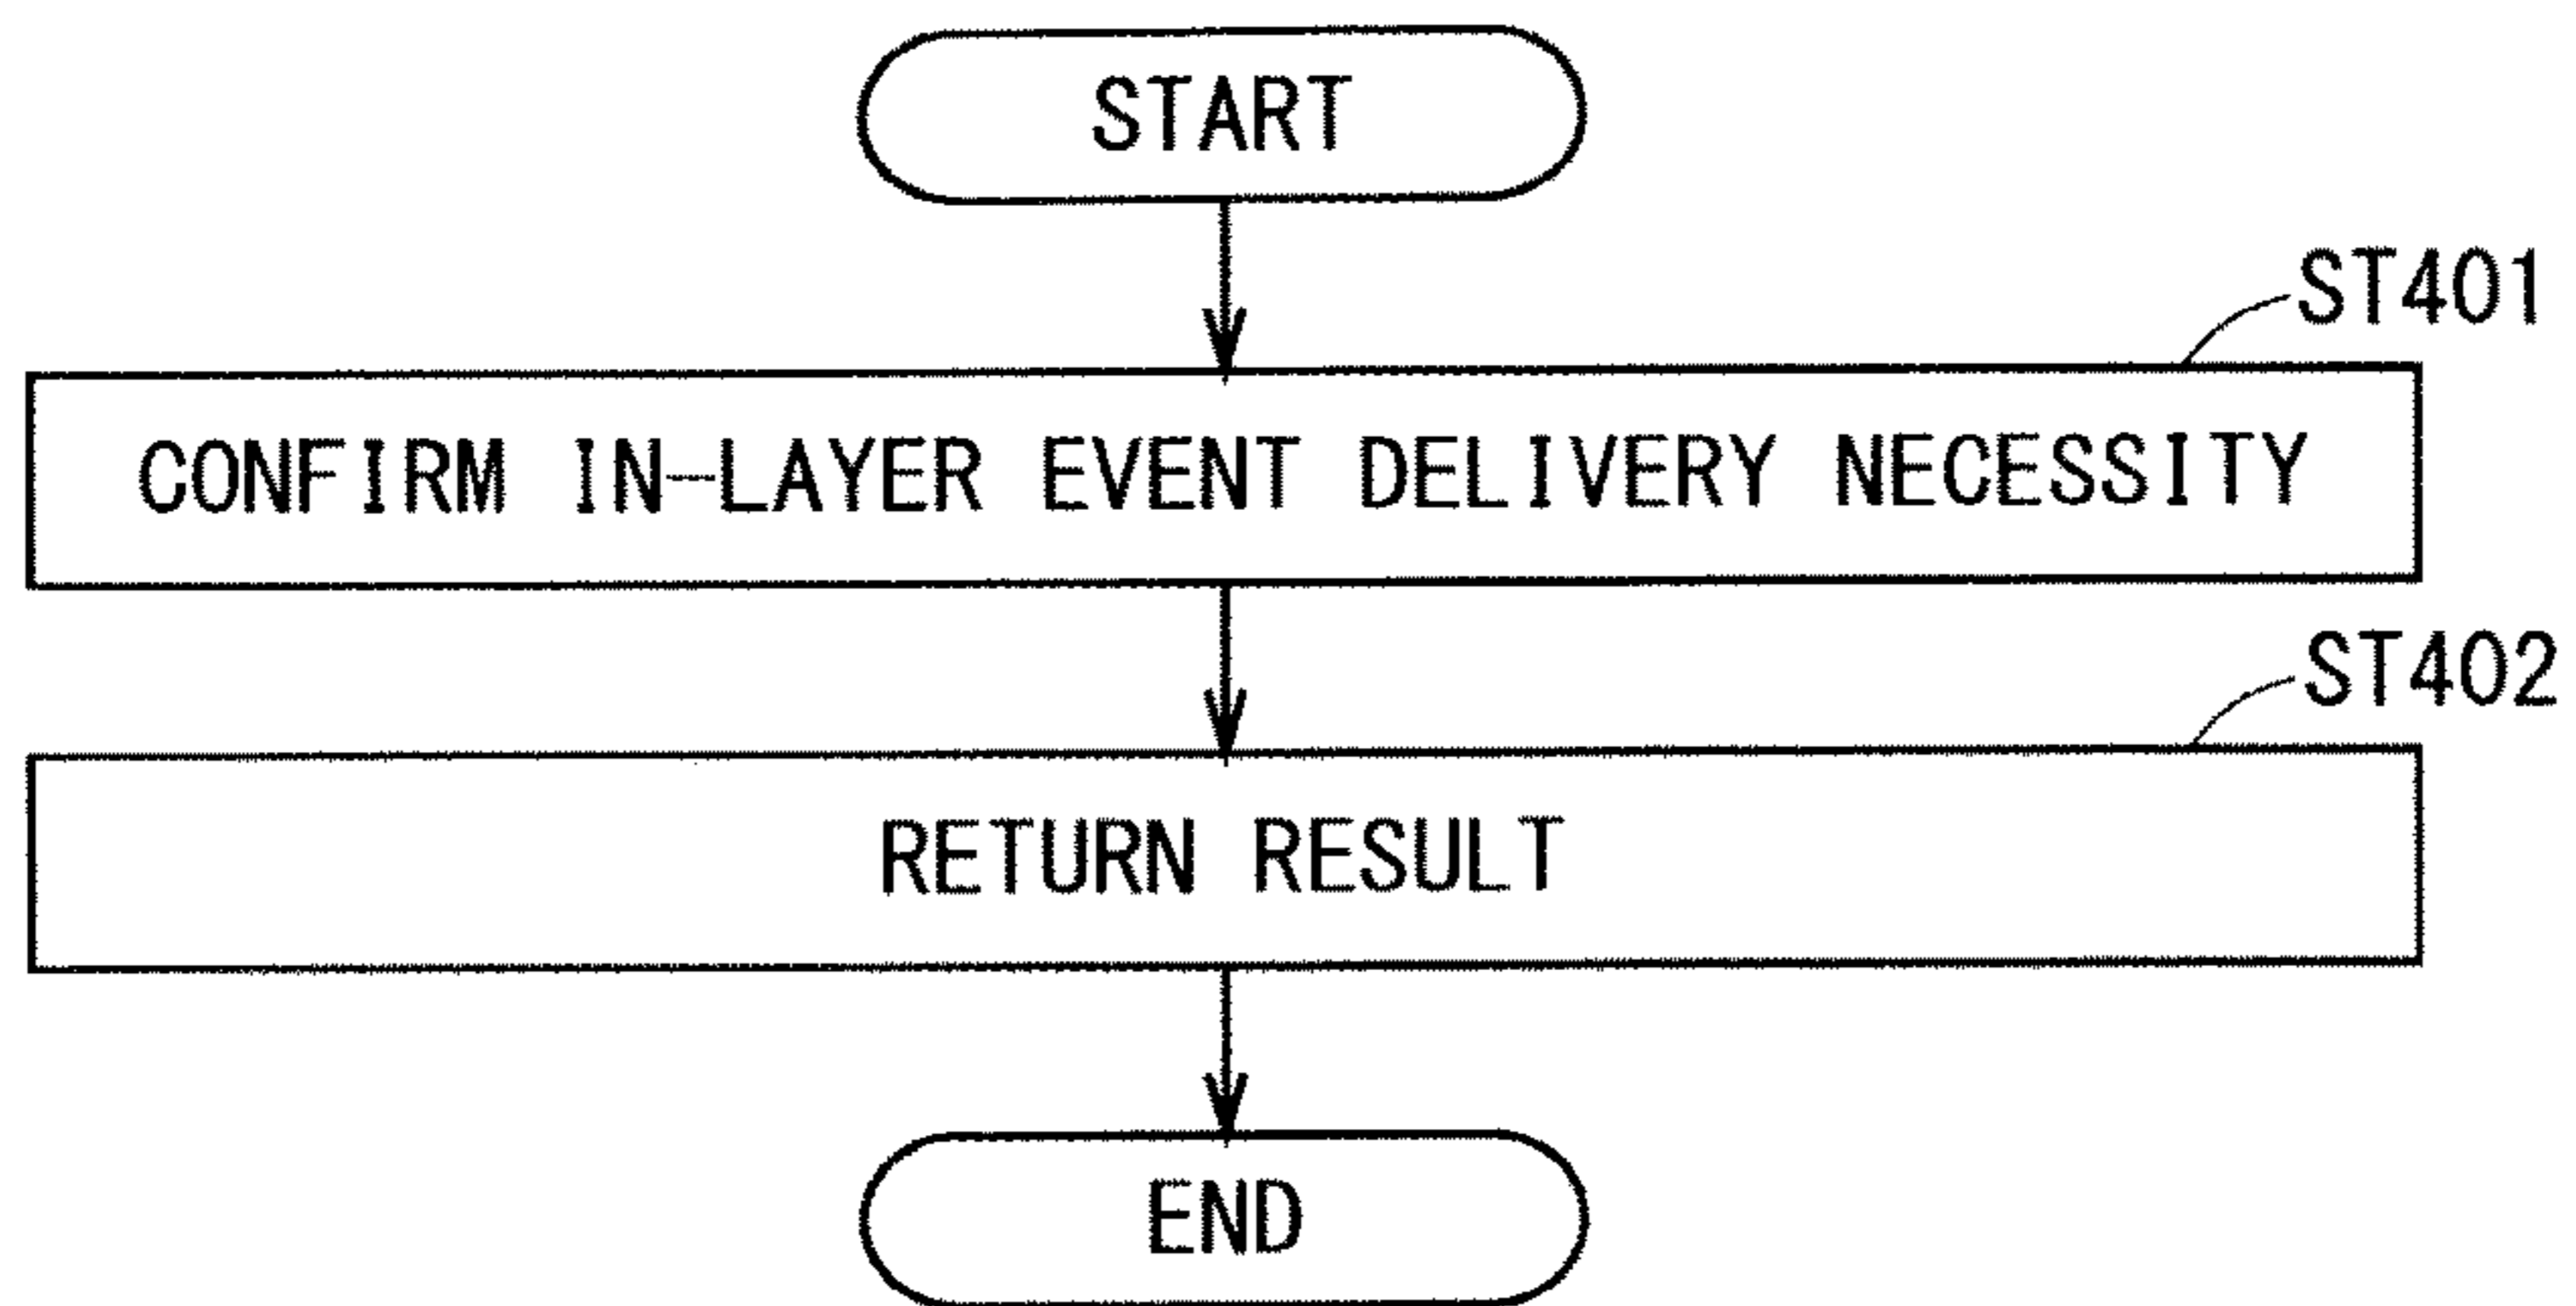 START
ST401
CONFIRM IN-LAYER EVENT DELIVERY NECESSITY
ST402
RETURN RESULT
END